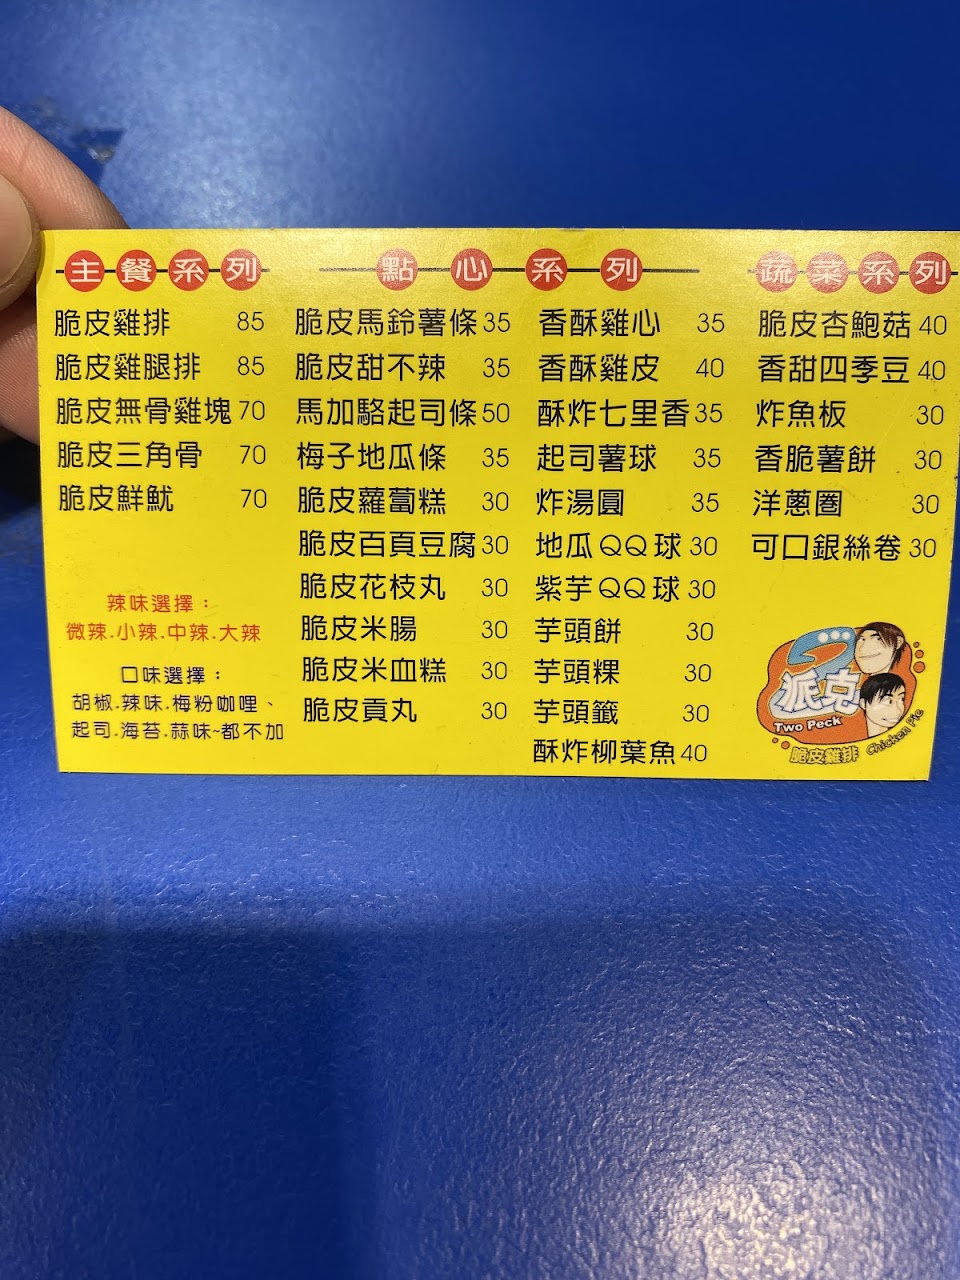 主餐系列
脆皮雞排 85
脆皮雞腿排 85
脆皮無骨雞塊 70
脆皮三角骨 70
脆皮鮮魷 70
辣味選擇：
微辣.小辣.中辣.大辣
口味選擇：
胡椒.辣味.梅粉咖哩、
起司.海苔.蒜味~都不加
點心系列
脆皮馬鈴薯條 35
脆皮甜不辣 35
馬加駱起司條 50
梅子地瓜條 35
脆皮蘿蔔糕 30
脆皮百頁豆腐 30
脆皮花枝丸 30
脆皮米腸 30
脆皮米血糕 30
脆皮貢丸 30
香酥雞心 35
香酥雞皮 40
酥炸七里香 35
起司薯球 35
炸湯圓 35
地瓜QQ球 30
紫芋QQ球 30
芋頭餅 30
芋頭粿 30
芋頭籤 30
酥炸柳葉魚 40
蔬菜系列
脆皮杏鮑菇 40
香甜四季豆 40
炸魚板 30
香脆薯餅 30
洋蔥圈 30
可口銀絲卷 30
派克
Two Peck
脆皮雞排
Chicken Pie